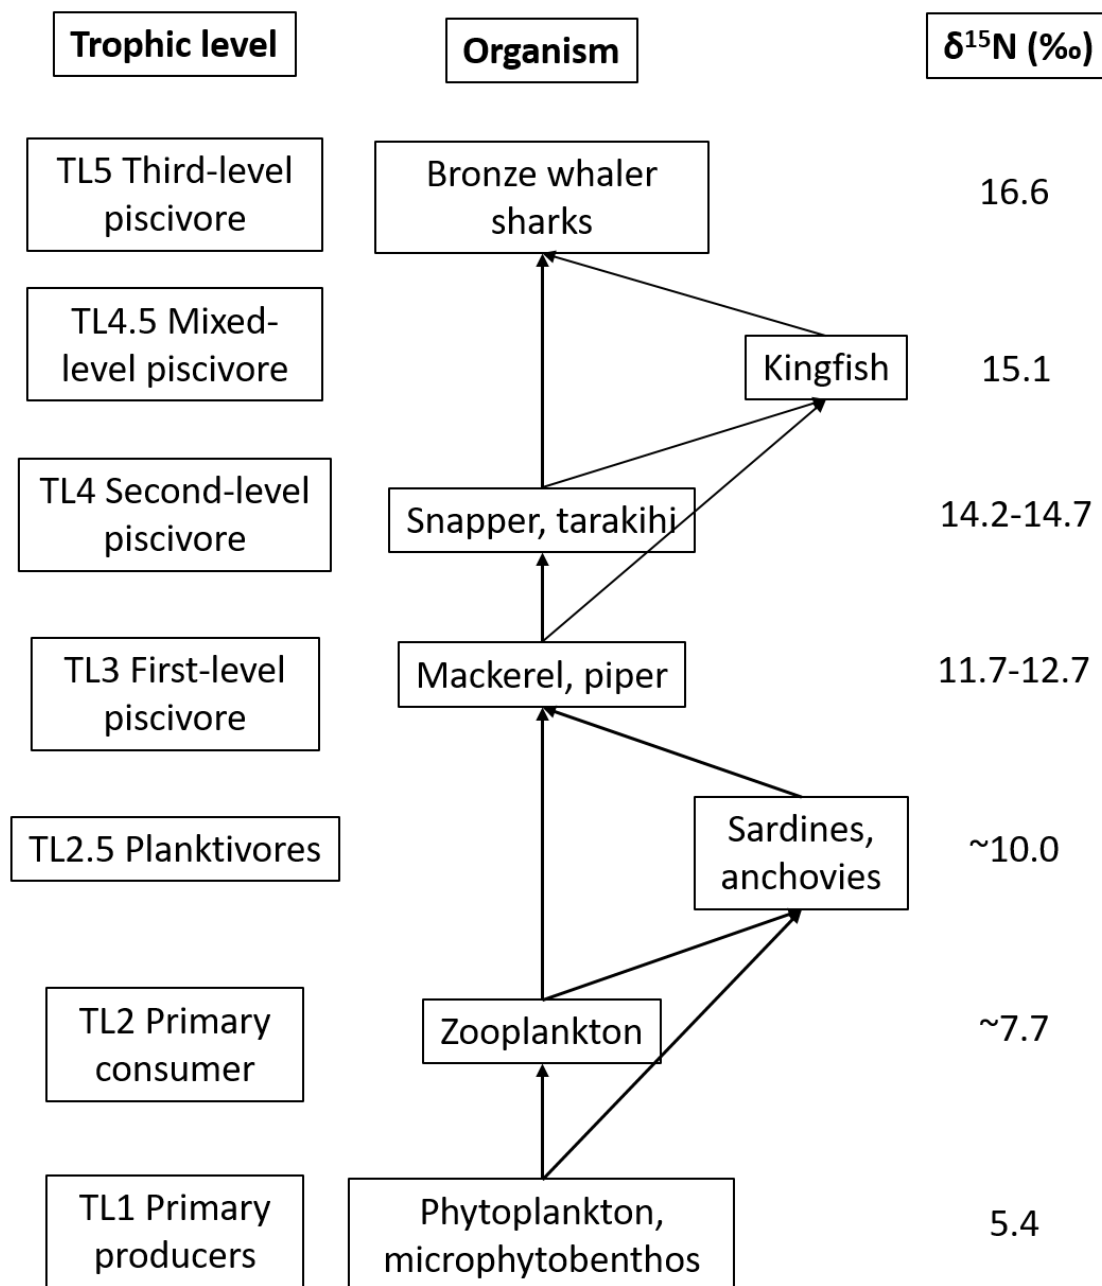 Trophic level
Organism
δ¹⁵N (‰)
TL5 Third-level
piscivore
Bronze whaler
sharks
16.6
TL4.5 Mixed-
level piscivore
Kingfish
15.1
TL4 Second-level
piscivore
Snapper, tarakihi
14.2-14.7
TL3 First-level
piscivore
Mackerel, piper
11.7-12.7
TL2.5 Planktivores
Sardines,
anchovies
~10.0
TL2 Primary
consumer
Zooplankton
~7.7
TL1 Primary
producers
Phytoplankton,
microphytobenthos
5.4